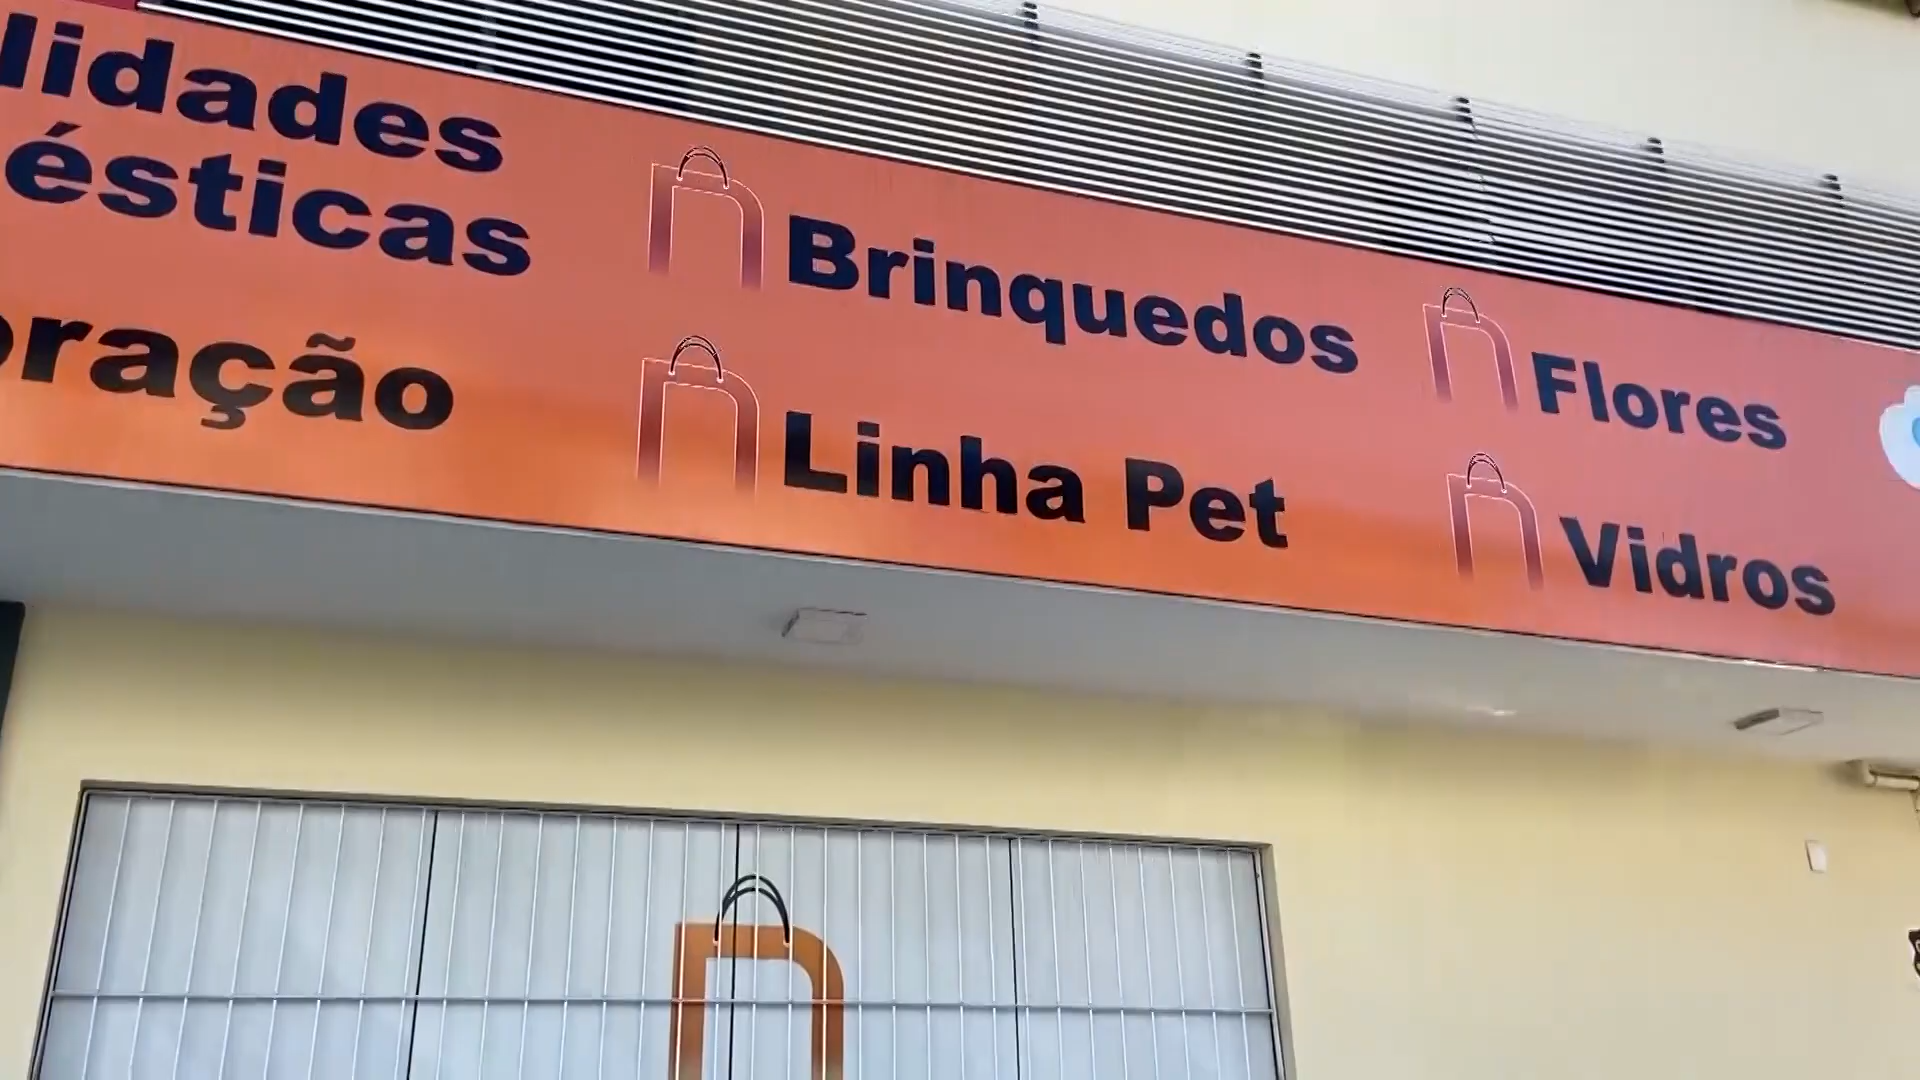 lidades
ésticas
oração
Brinquedos
Linha Pet
Flores
Vidros